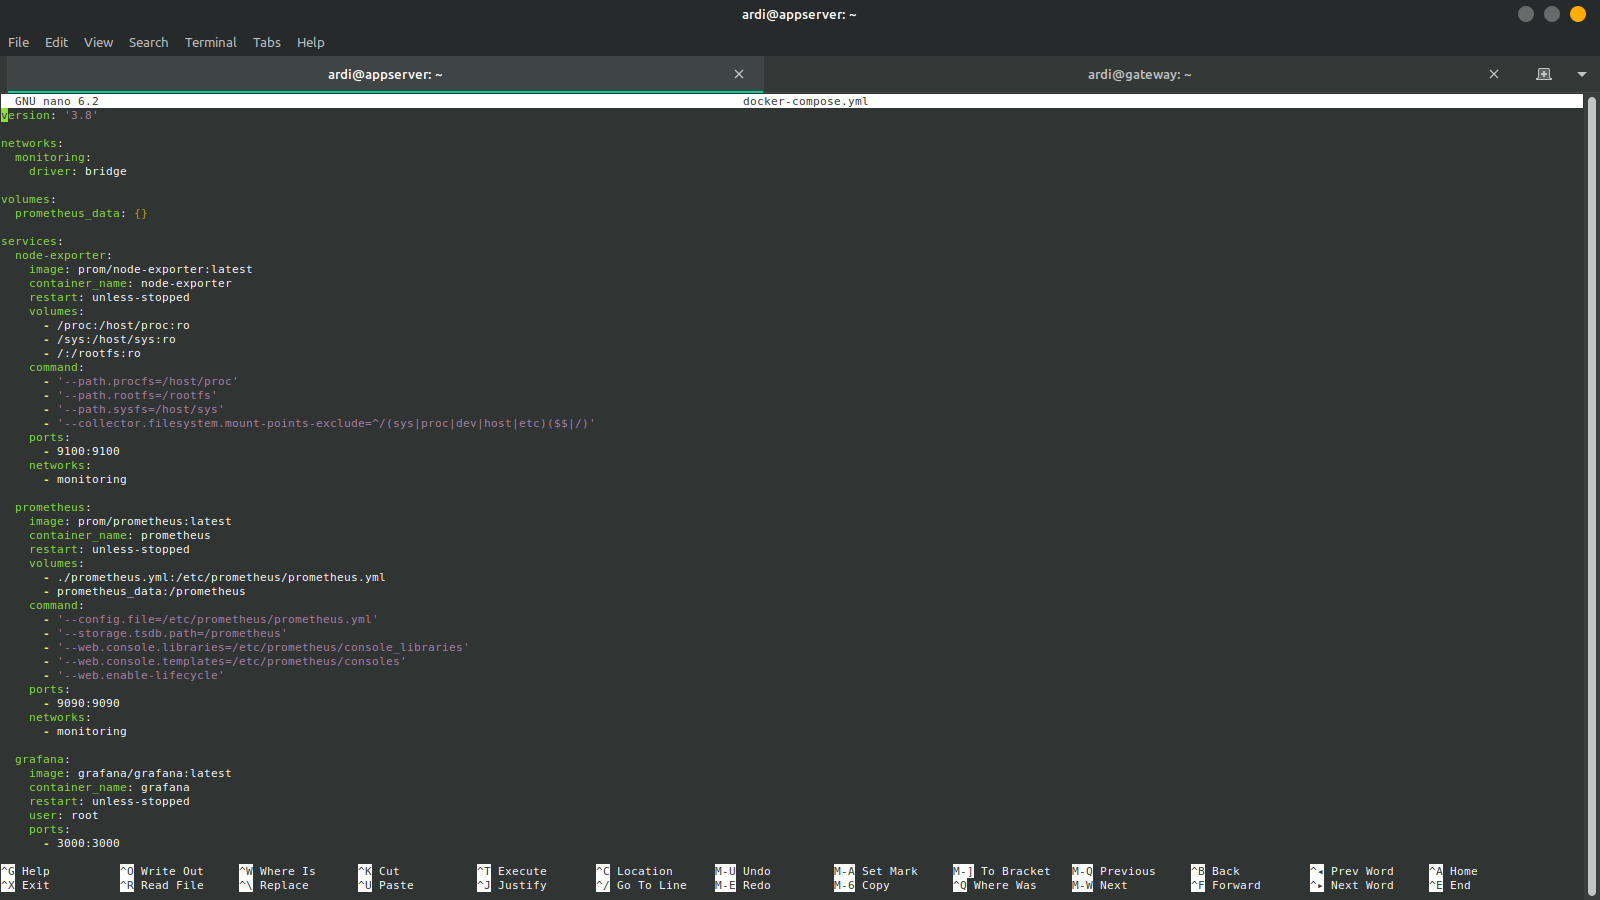 ardi@appserver: ~
File Edit View Search Terminal Tabs Help
ardi@appserver: ~ ardi@gateway: ~
GNU nano 6.2 docker-compose.yml
version: '3.8'
networks:
  monitoring:
    driver: bridge
volumes:
  prometheus_data: {}
services:
  node-exporter:
    image: prom/node-exporter:latest
    container_name: node-exporter
    restart: unless-stopped
    volumes:
      - /proc:/host/proc:ro
      - /sys:/host/sys:ro
      - /:/rootfs:ro
    command:
      - '--path.procfs=/host/proc'
      - '--path.rootfs=/rootfs'
      - '--path.sysfs=/host/sys'
      - '--collector.filesystem.mount-points-exclude=^/(sys|proc|dev|host|etc)($$|/)'
    ports:
      - 9100:9100
    networks:
      - monitoring
  prometheus:
    image: prom/prometheus:latest
    container_name: prometheus
    restart: unless-stopped
    volumes:
      - ./prometheus.yml:/etc/prometheus/prometheus.yml
      - prometheus_data:/prometheus
    command:
      - '--config.file=/etc/prometheus/prometheus.yml'
      - '--storage.tsdb.path=/prometheus'
      - '--web.console.libraries=/etc/prometheus/console_libraries'
      - '--web.console.templates=/etc/prometheus/consoles'
      - '--web.enable-lifecycle'
    ports:
      - 9090:9090
    networks:
      - monitoring
  grafana:
    image: grafana/grafana:latest
    container_name: grafana
    restart: unless-stopped
    user: root
    ports:
      - 3000:3000
^G Help ^O Write Out ^W Where Is ^K Cut ^T Execute ^C Location M-U Undo M-A Set Mark M-] To Bracket M-Q Previous ^B Back ^◂ Prev Word ^A Home
^X Exit ^R Read File ^\ Replace ^U Paste ^J Justify ^/ Go To Line M-E Redo M-6 Copy ^Q Where Was M-W Next ^F Forward ^▸ Next Word ^E End